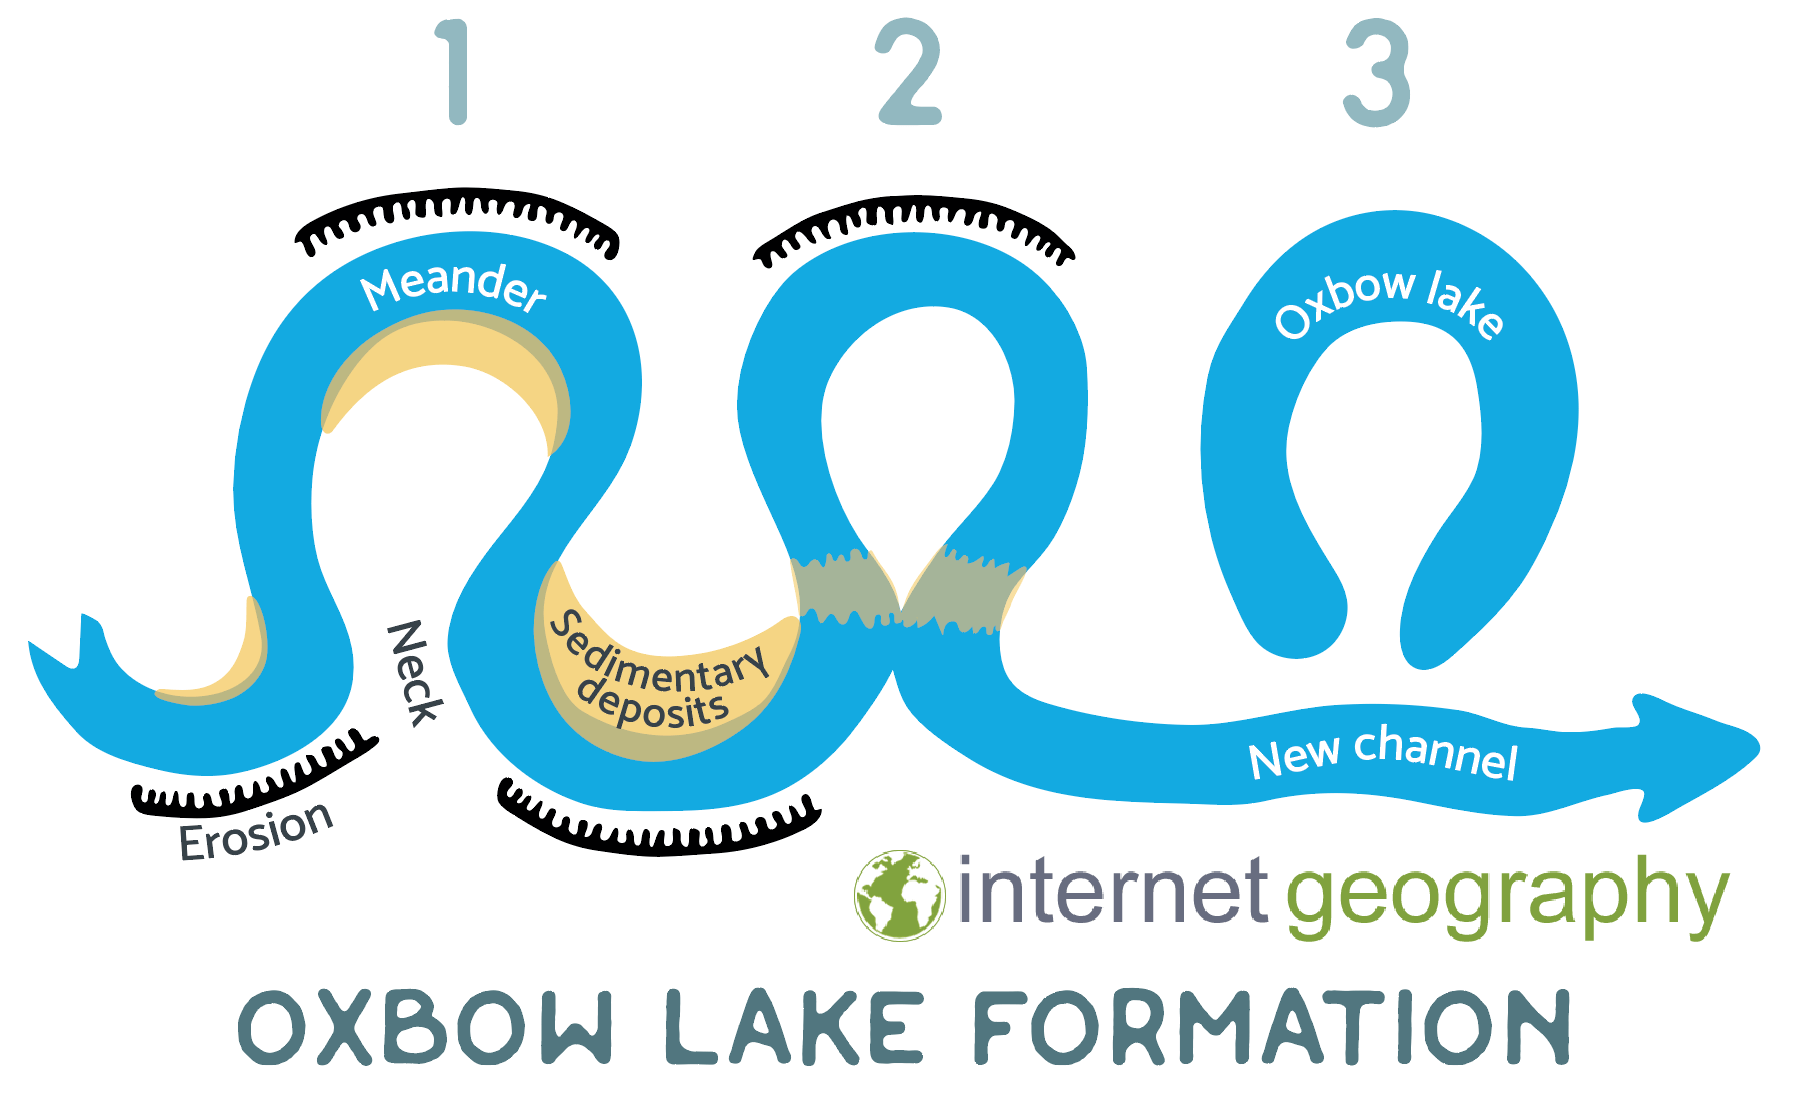 1 2 3
Meander
Oxbow lake
Neck
Sedimentary
deposits
New channel
Erosion
internet geography
OXBOW LAKE FORMATION